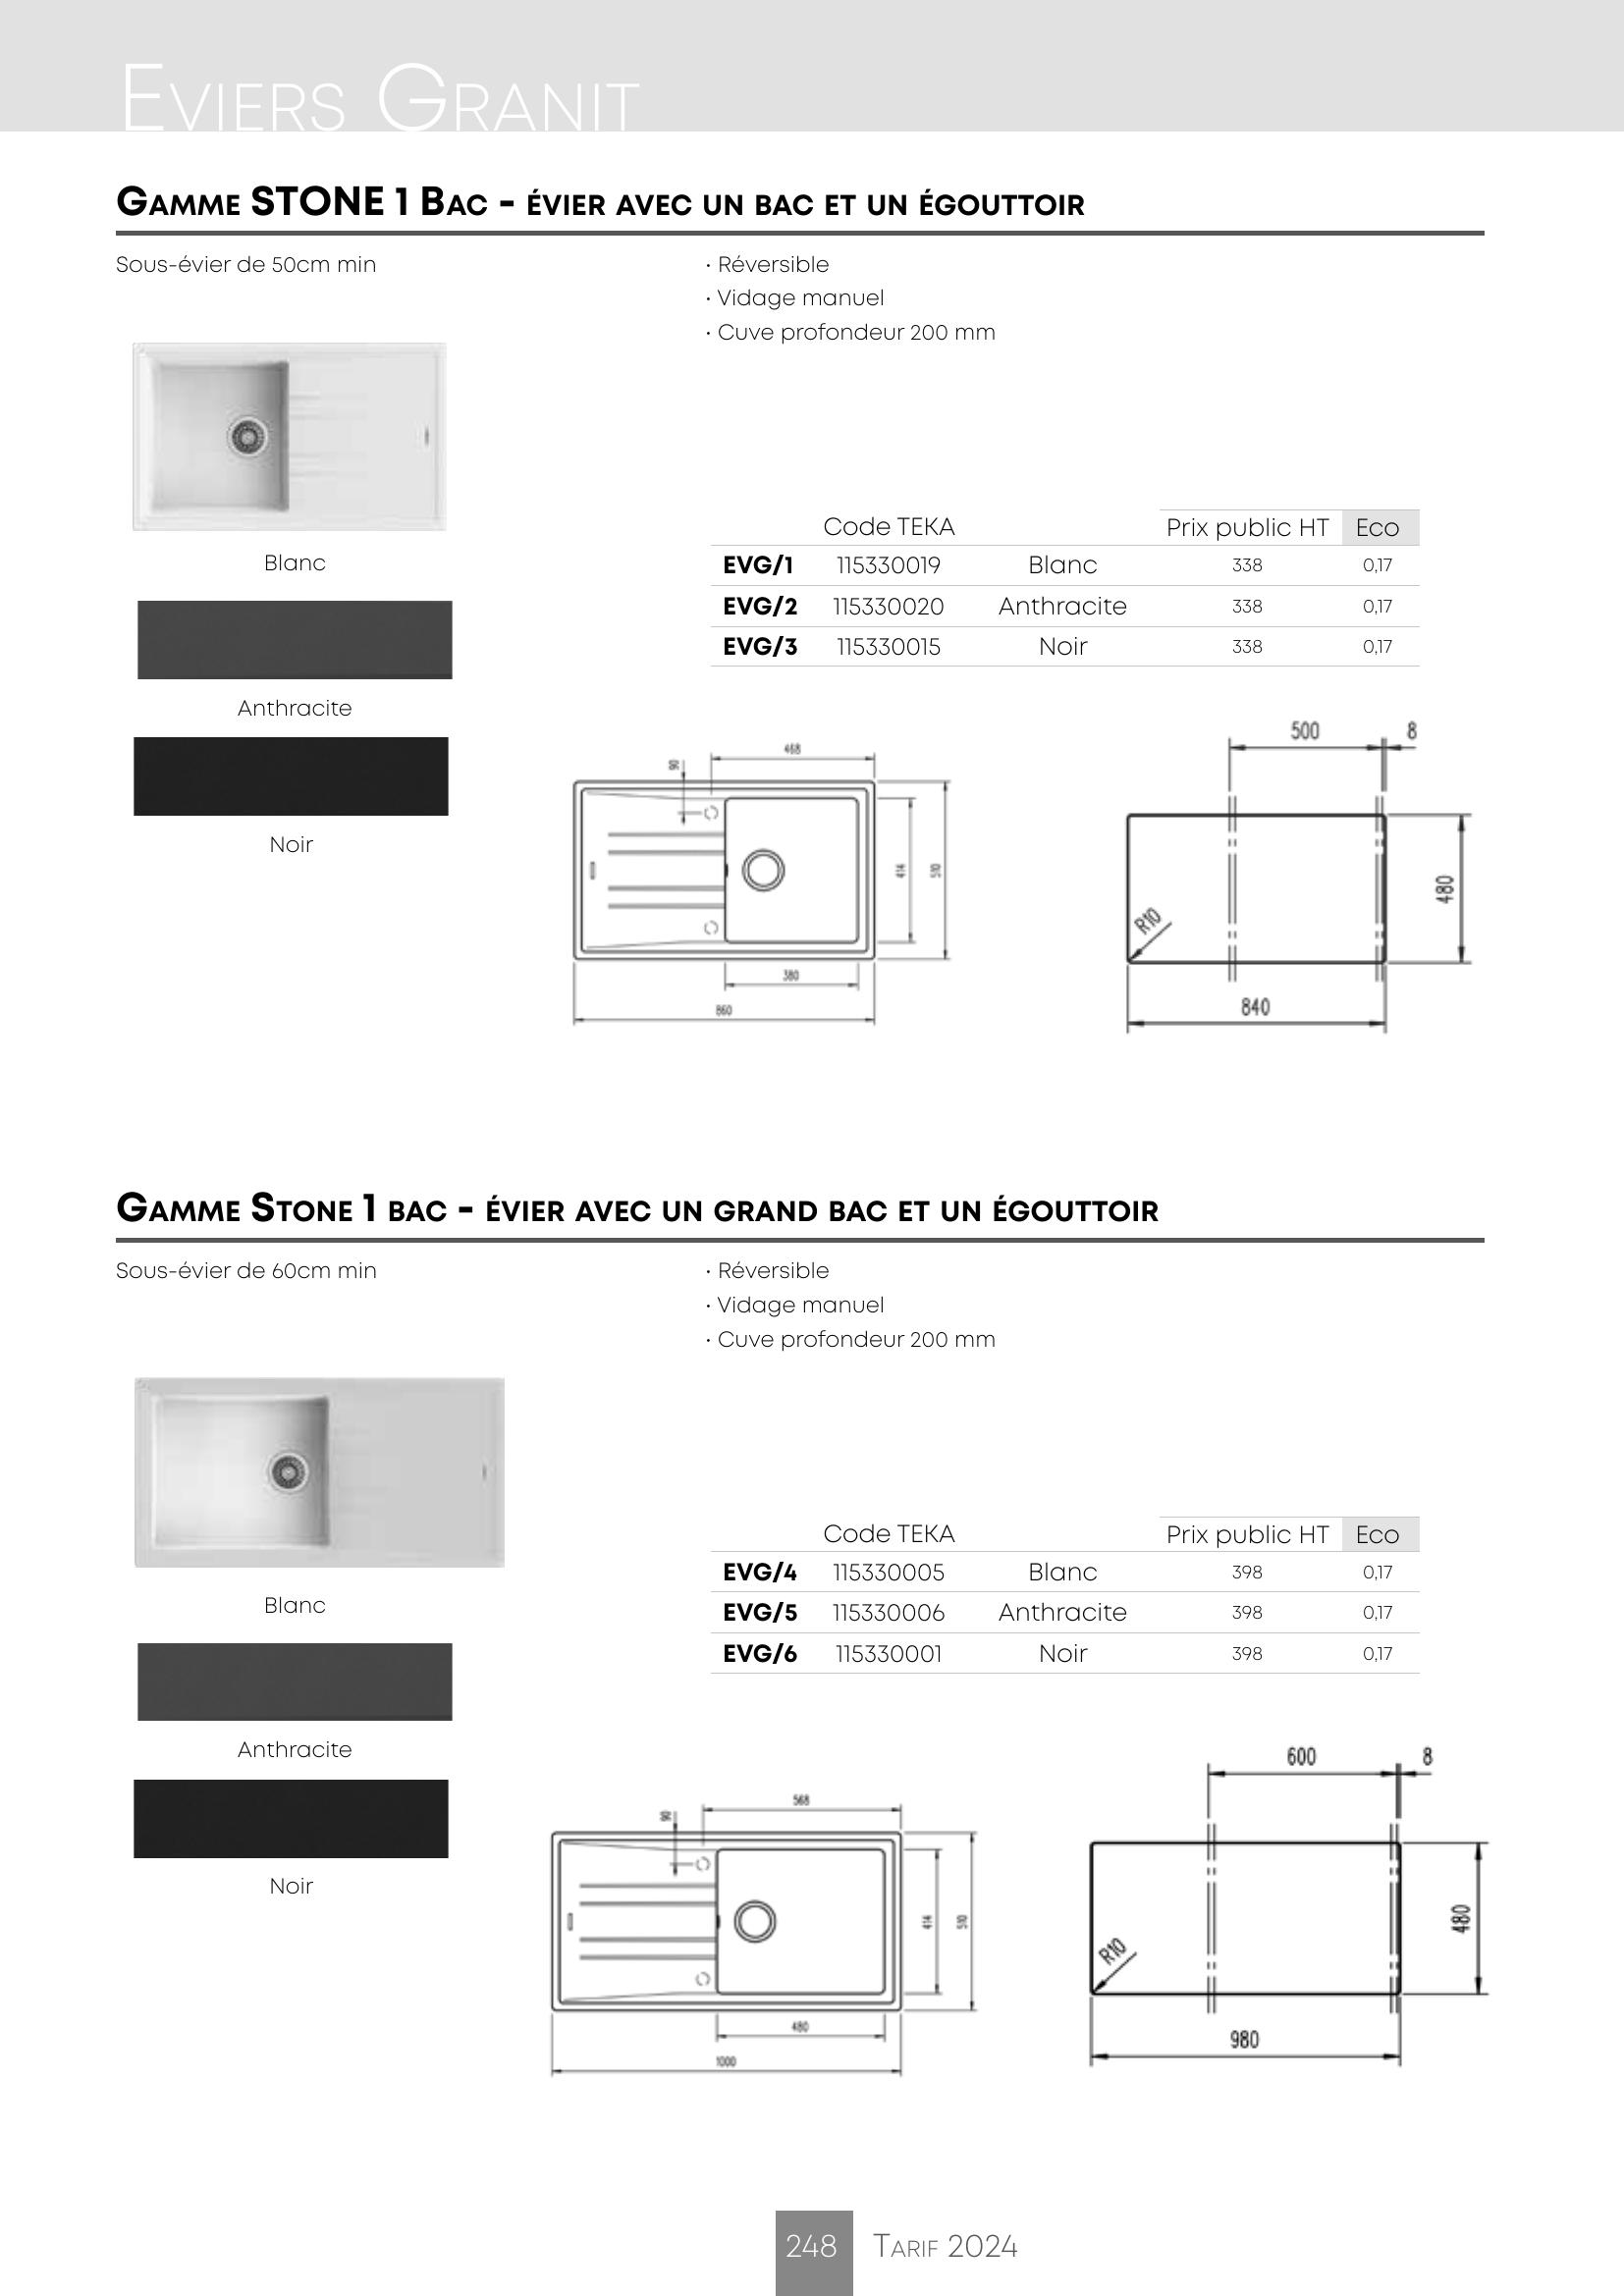 Eviers Granit
Gamme STONE 1 Bac - évier avec un bac et un égouttoir
Sous-évier de 50cm min
· Réversible
· Vidage manuel
· Cuve profondeur 200 mm
Blanc
Anthracite
Noir
Code TEKA Prix public HT Eco
EVG/1 115330019 Blanc 338 0,17
EVG/2 115330020 Anthracite 338 0,17
EVG/3 115330015 Noir 338 0,17
468
90
414
510
380
860
500 8
480
R10
840
Gamme Stone 1 bac - évier avec un grand bac et un égouttoir
Sous-évier de 60cm min
· Réversible
· Vidage manuel
· Cuve profondeur 200 mm
Blanc
Anthracite
Noir
Code TEKA Prix public HT Eco
EVG/4 115330005 Blanc 398 0,17
EVG/5 115330006 Anthracite 398 0,17
EVG/6 115330001 Noir 398 0,17
568
90
414
510
480
1000
600 8
480
R10
980
248 Tarif 2024